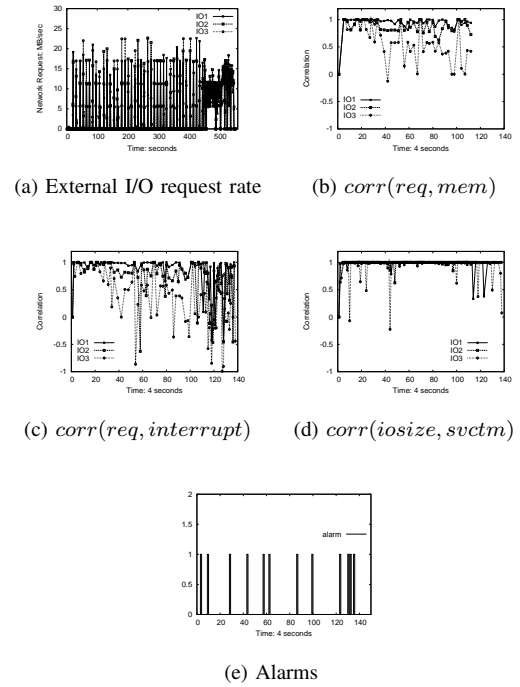 Network Request: MB/sec
30
25
20
15
10
5
0
0 100 200 300 400 500
Time: seconds
IO1
IO2
IO3
(a) External I/O request rate
Correlation
1
0.5
0
-0.5
-1
0 20 40 60 80 100 120 140
Time: 4 seconds
IO1
IO2
IO3
(b) corr(req, mem)
Correlation
1
0.5
0
-0.5
-1
0 20 40 60 80 100 120 140
Time: 4 seconds
IO1
IO2
IO3
(c) corr(req, interrupt)
Correlation
1
0.5
0
-0.5
-1
0 20 40 60 80 100 120 140
Time: 4 seconds
IO1
IO2
IO3
(d) corr(iosize, svctm)
2
1.5
1
0.5
0
0 20 40 60 80 100 120 140
Time: 4 seconds
alarm
(e) Alarms